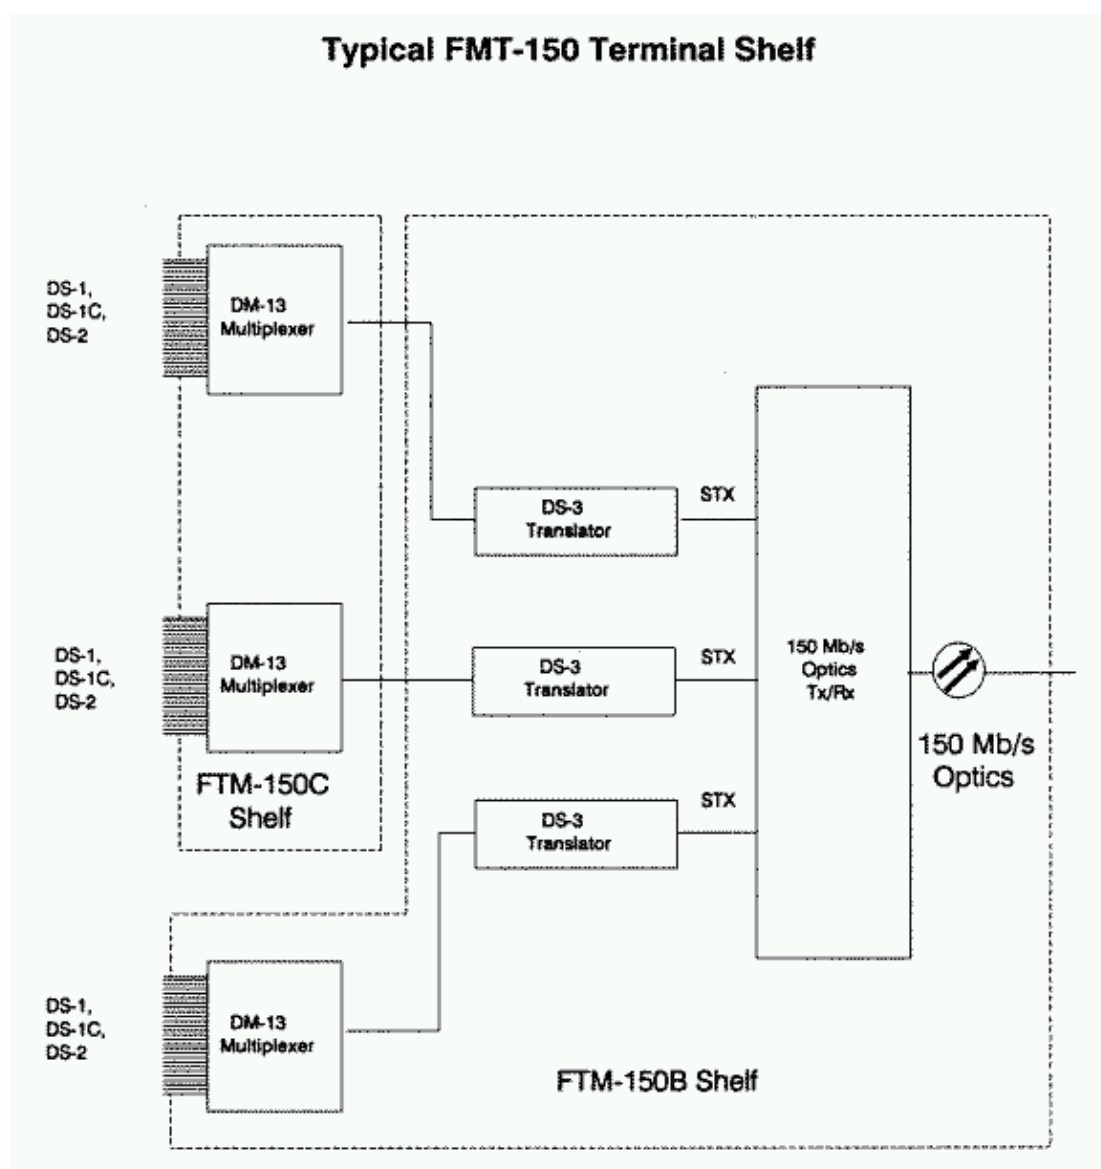 Typical FMT-150 Terminal Shelf
DS-1,
DS-1C,
DS-2
DM-13
Multiplexer
DS-3
Translator
STX
DS-1,
DS-1C,
DS-2
DM-13
Multiplexer
DS-3
Translator
STX
150 Mb/s
Optics
Tx/Rx
150 Mb/s
Optics
FTM-150C
Shelf
DS-3
Translator
STX
DS-1,
DS-1C,
DS-2
DM-13
Multiplexer
FTM-150B Shelf